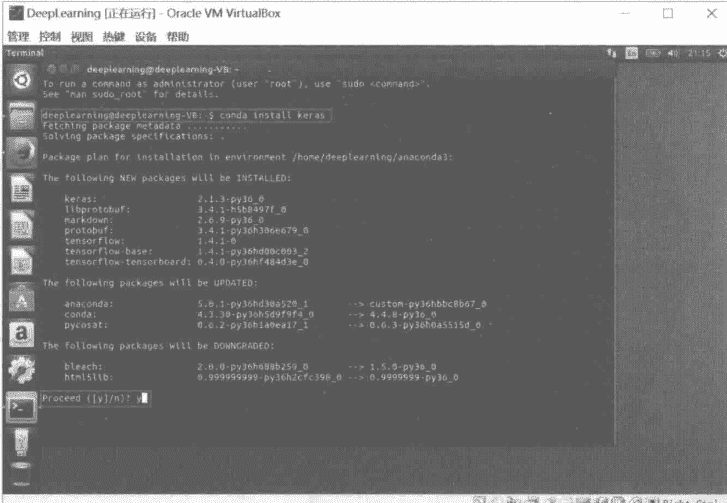 DeepLearning [正在运行] - Oracle VM VirtualBox
管理 控制 视图 热键 设备 帮助
Terminal 21:15
deeplearning@deeplearning-VB: ~
To run a command as administrator (user "root"), use "sudo <command>".
See "man sudo_root" for details.
deeplearning@deeplearning-VB:~$ conda install keras
Fetching package metadata ...........
Solving package specifications: .
Package plan for installation in environment /home/deeplearning/anaconda3:
The following NEW packages will be INSTALLED:
keras: 2.1.3-py36_0
libprotobuf: 3.4.1-h5b8497f_0
markdown: 2.6.9-py36_0
protobuf: 3.4.1-py36h306e679_0
tensorflow: 1.4.1-0
tensorflow-base: 1.4.1-py36hd00c003_2
tensorflow-tensorboard: 0.4.0-py36hf484d3e_0
The following packages will be UPDATED:
anaconda: 5.0.1-py36hd30a520_1 --> custom-py36hbbc8b67_0
conda: 4.3.30-py36h5d9f9f4_0 --> 4.4.8-py36_0
pycosat: 0.6.2-py36h1a0ea17_1 --> 0.6.3-py36h0a5515d_0
The following packages will be DOWNGRADED:
bleach: 2.0.0-py36h688b259_0 --> 1.5.0-py36_0
html5lib: 0.999999999-py36h2cfc398_0 --> 0.9999999-py36_0
Proceed ([y]/n)? y